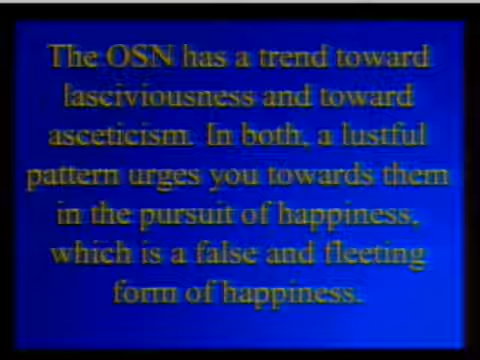 The OSN has a trend toward
lasciviousness and toward
asceticism. In both, a lustful
pattern urges you towards them
in the pursuit of happiness,
which is a false and fleeting
form of happiness.